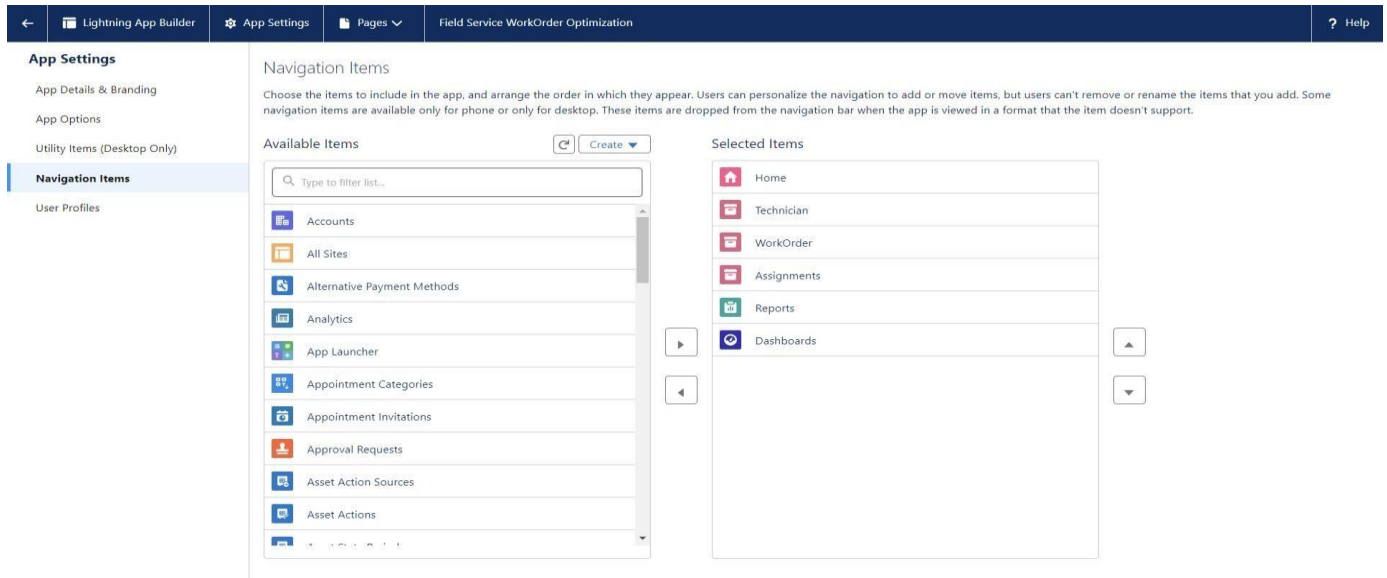 Lightning App Builder App Settings Pages Field Service WorkOrder Optimization ? Help
App Settings
App Details & Branding
App Options
Utility Items (Desktop Only)
Navigation Items
User Profiles
Navigation Items
Choose the items to include in the app, and arrange the order in which they appear. Users can personalize the navigation to add or move items, but users can't remove or rename the items that you add. Some
navigation items are available only for phone or only for desktop. These items are dropped from the navigation bar when the app is viewed in a format that the item doesn't support.
Available Items
Create
Type to filter list...
Accounts
All Sites
Alternative Payment Methods
Analytics
App Launcher
Appointment Categories
Appointment Invitations
Approval Requests
Asset Action Sources
Asset Actions
Selected Items
Home
Technician
WorkOrder
Assignments
Reports
Dashboards